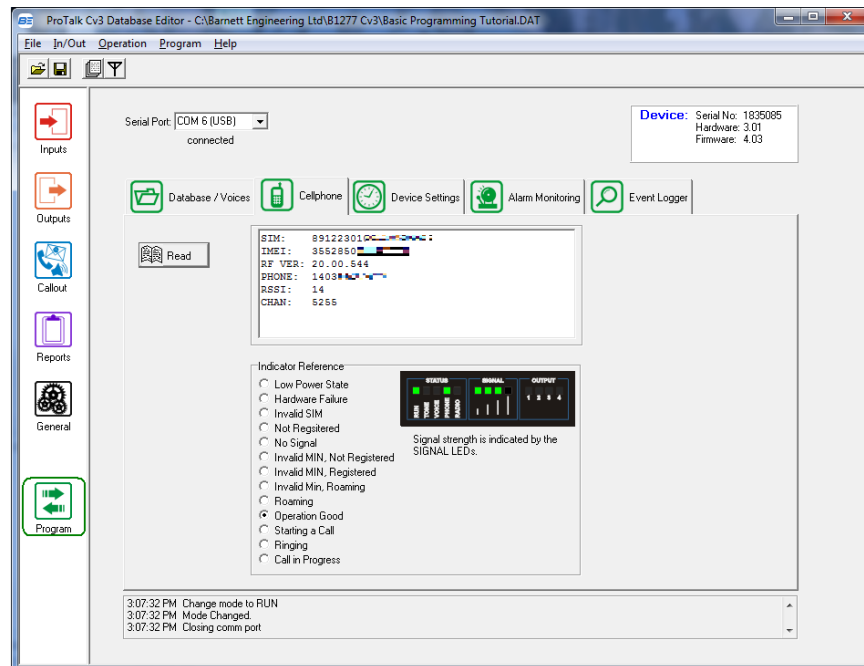 ProTalk Cv3 Database Editor - C:\Barnett Engineering Ltd\B1277 Cv3\Basic Programming Tutorial.DAT
File In/Out Operation Program Help
Inputs
Outputs
Callout
Reports
General
Program
Serial Port: COM 6 (USB)
connected
Device: Serial No: 1835085
Hardware: 3.01
Firmware: 4.03
Database / Voices
Cellphone
Device Settings
Alarm Monitoring
Event Logger
Read
SIM: 89122301
IMEI: 3552850
RF VER: 20.00.544
PHONE: 1403
RSSI: 14
CHAN: 5255
Indicator Reference
Low Power State
Hardware Failure
Invalid SIM
Not Regsitered
No Signal
Invalid MIN, Not Registered
Invalid MIN, Registered
Invalid Min, Roaming
Roaming
Operation Good
Starting a Call
Ringing
Call in Progress
STATUS SIGNAL OUTPUT
1 2 3 4
RUN TONE VOICE PHONE RADIO
Signal strength is indicated by the
SIGNAL LEDs.
3:07:32 PM Change mode to RUN
3:07:32 PM Mode Changed.
3:07:32 PM Closing comm port